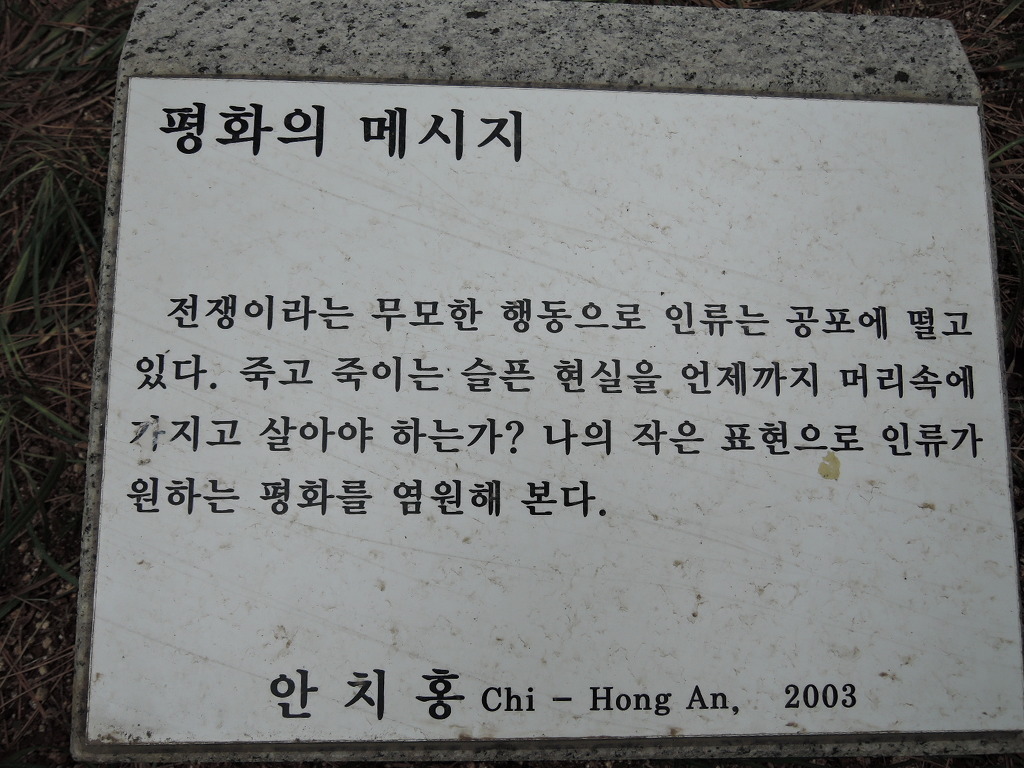 평화의 메시지
전쟁이라는 무모한 행동으로 인류는 공포에 떨고
있다. 죽고 죽이는 슬픈 현실을 언제까지 머리속에
가지고 살아야 하는가? 나의 작은 표현으로 인류가
원하는 평화를 염원해 본다.
안 치 홍 Chi - Hong An, 2003